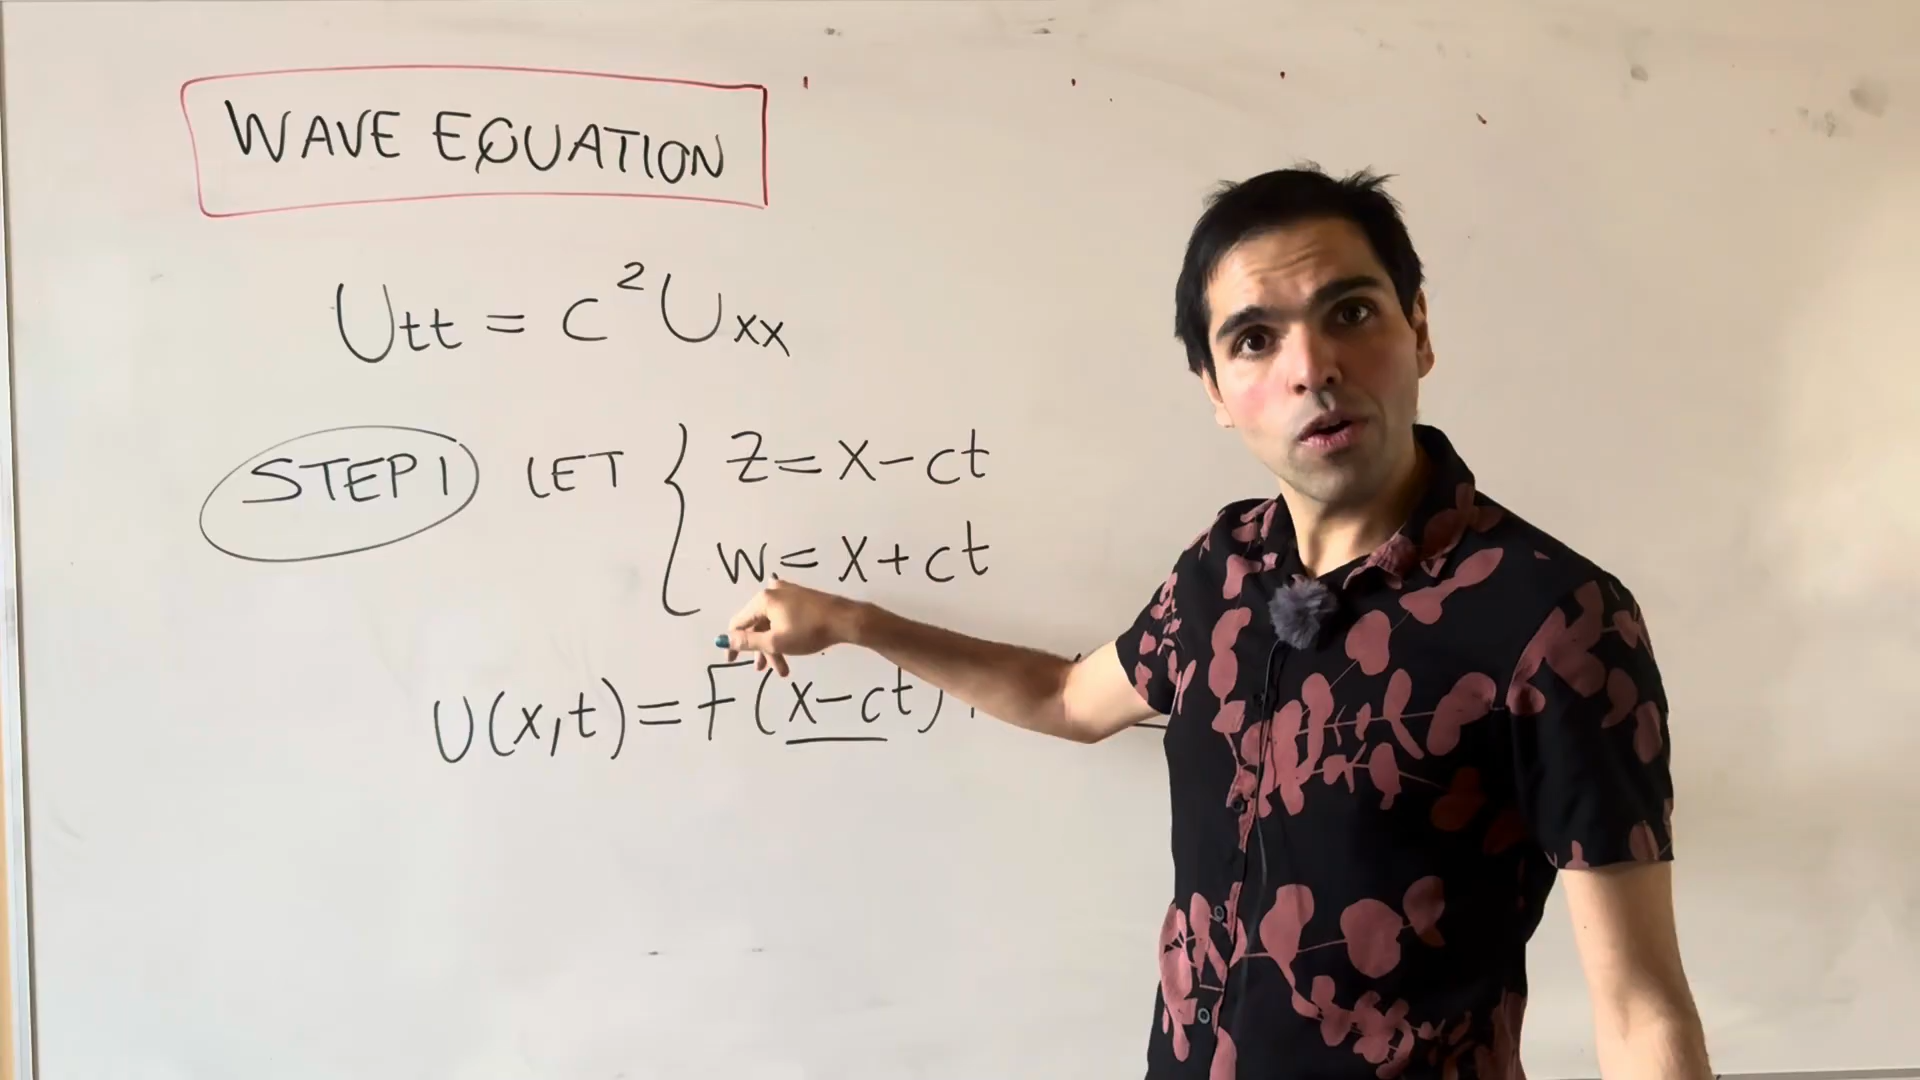 WAVE EQUATION
Utt = c²Uxx
STEP 1 LET { z = x - ct
w = x + ct
U(x,t) = F(x-ct)